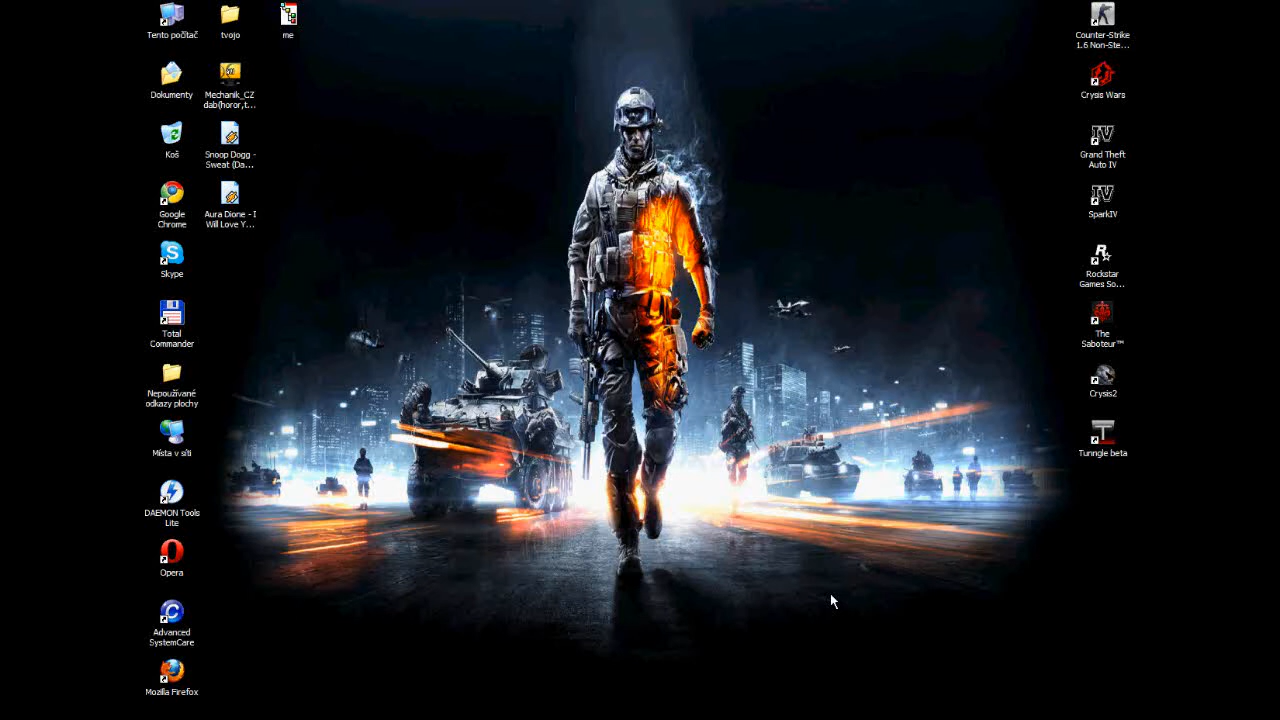 Tento počítač
Dokumenty
Koš
Google
Chrome
Skype
Total
Commander
Nepoužívané
odkazy plochy
Místa v síti
DAEMON Tools
Lite
Opera
Advanced
SystemCare
Mozilla Firefox
tvojo
Mechanik_CZ
dab(horor,t...
Snoop Dogg -
Sweat (Da...
Aura Dione - I
Will Love Y...
me
Counter-Strike
1.6 Non-Ste...
Crysis Wars
Grand Theft
Auto IV
SparkIV
Rockstar
Games So...
The
Saboteur™
Crysis2
Tunngle beta